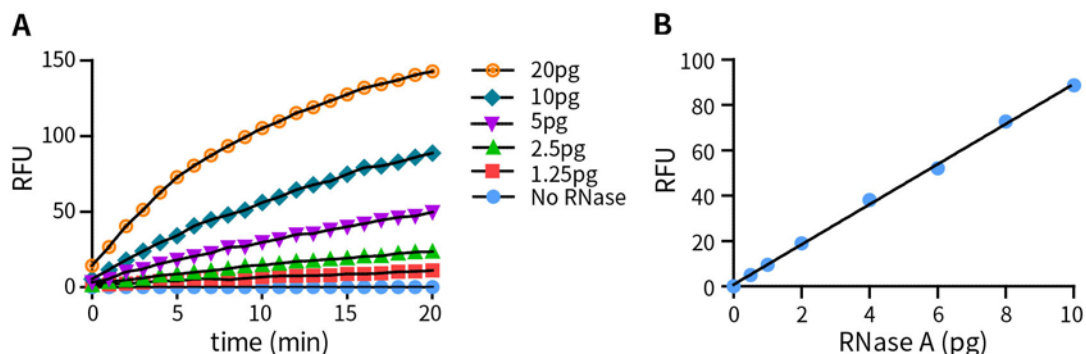 A
RFU
150
100
50
0
0 5 10 15 20
time (min)
20pg
10pg
5pg
2.5pg
1.25pg
No RNase
B
RFU
100
80
60
40
20
0
0 2 4 6 8 10
RNase A (pg)